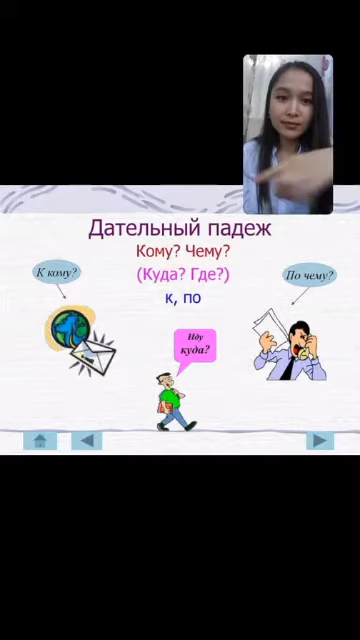 Дательный падеж
Кому? Чему?
(Куда? Где?)
к, по
К кому?
По чему?
Иду
куда?